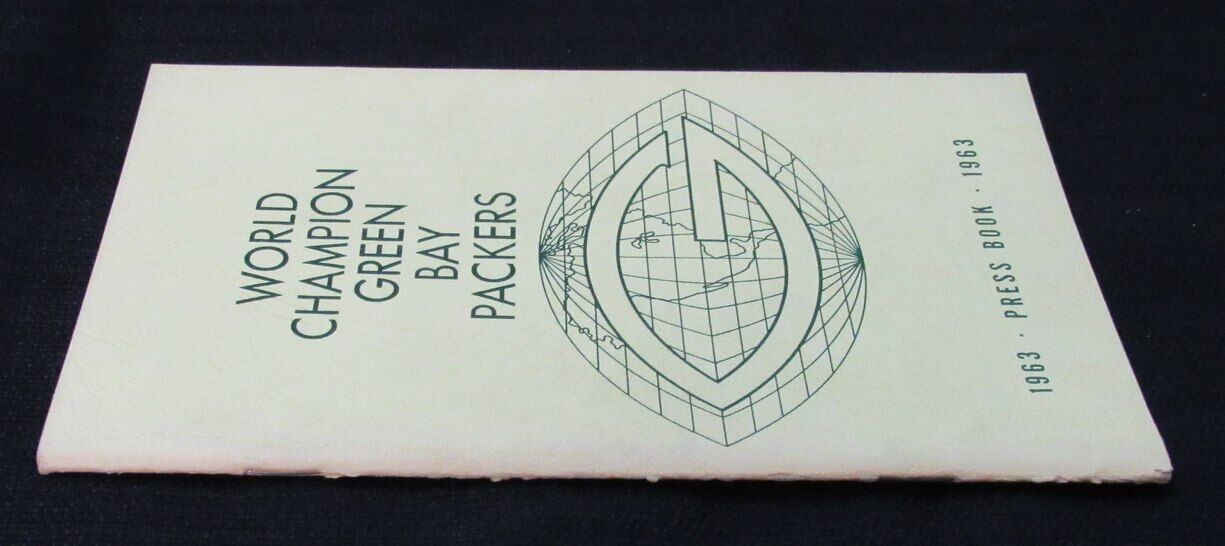 WORLD
CHAMPION
GREEN
BAY
PACKERS
G
1963 · PRESS BOOK · 1963